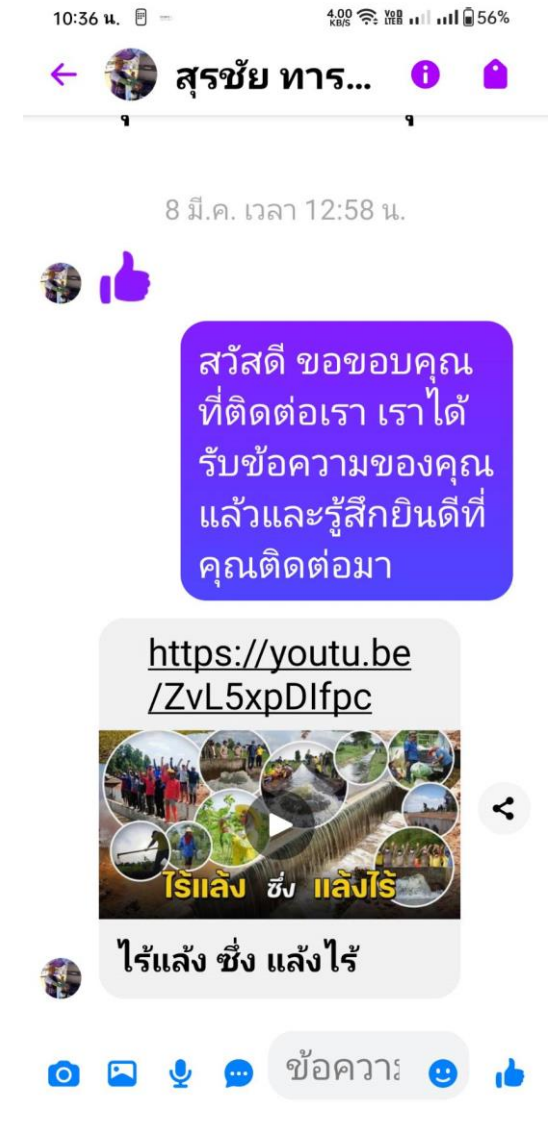 10:36 น.
4.00 KB/S
VoB LTE
56%
สุรชัย ทาร...
8 มี.ค. เวลา 12:58 น.
สวัสดี ขอขอบคุณ
ที่ติดต่อเรา เราได้
รับข้อความของคุณ
แล้วและรู้สึกยินดีที่
คุณติดต่อมา
https://youtu.be
/ZvL5xpDIfpc
ไร้แล้ง ซึ่ง แล้งไร้
ไร้แล้ง ซึ่ง แล้งไร้